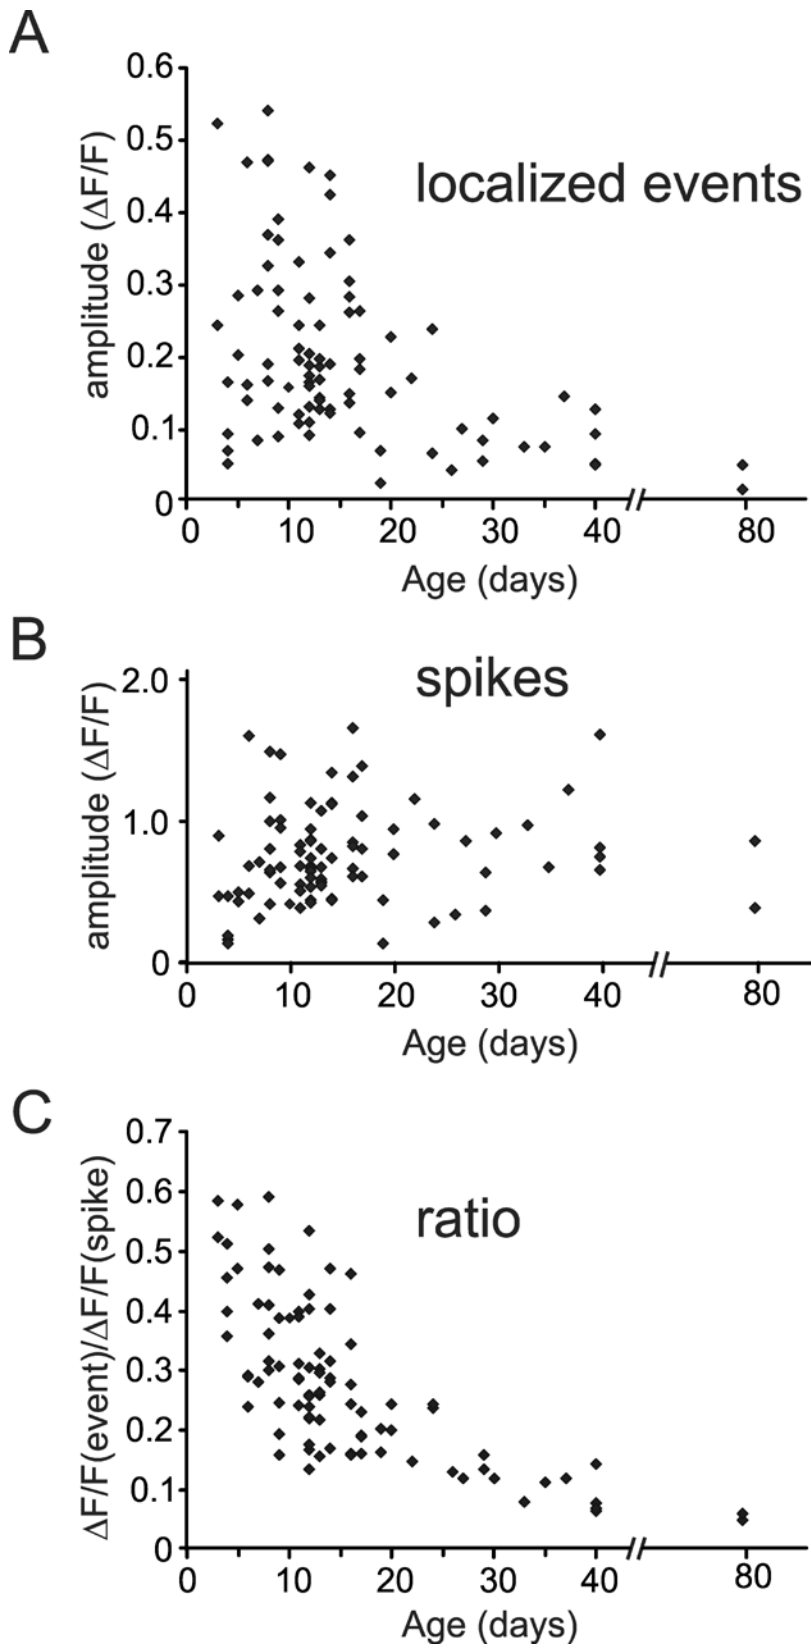 A
0.6
0.5
0.4
0.3
0.2
0.1
0
amplitude (ΔF/F)
localized events
0 10 20 30 40 80
Age (days)
B
2.0
1.0
0
amplitude (ΔF/F)
spikes
0 10 20 30 40 80
Age (days)
C
0.7
0.6
0.5
0.4
0.3
0.2
0.1
0
ΔF/F(event)/ΔF/F(spike)
ratio
0 10 20 30 40 80
Age (days)